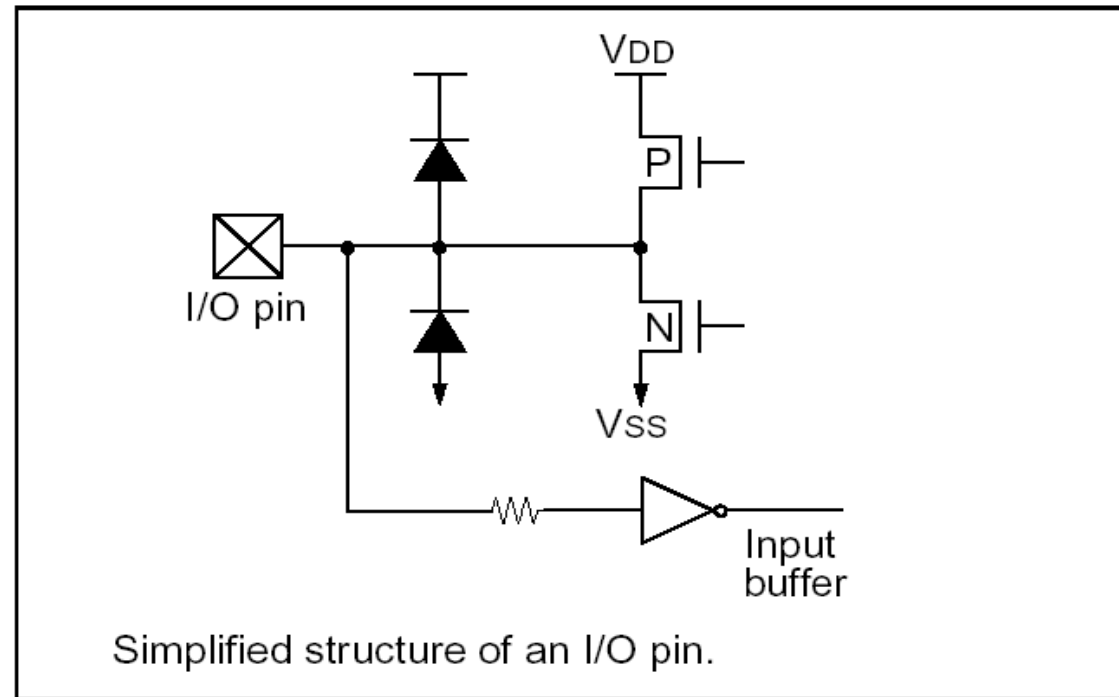 VDD
P
I/O pin
N
VSS
Input
buffer
Simplified structure of an I/O pin.